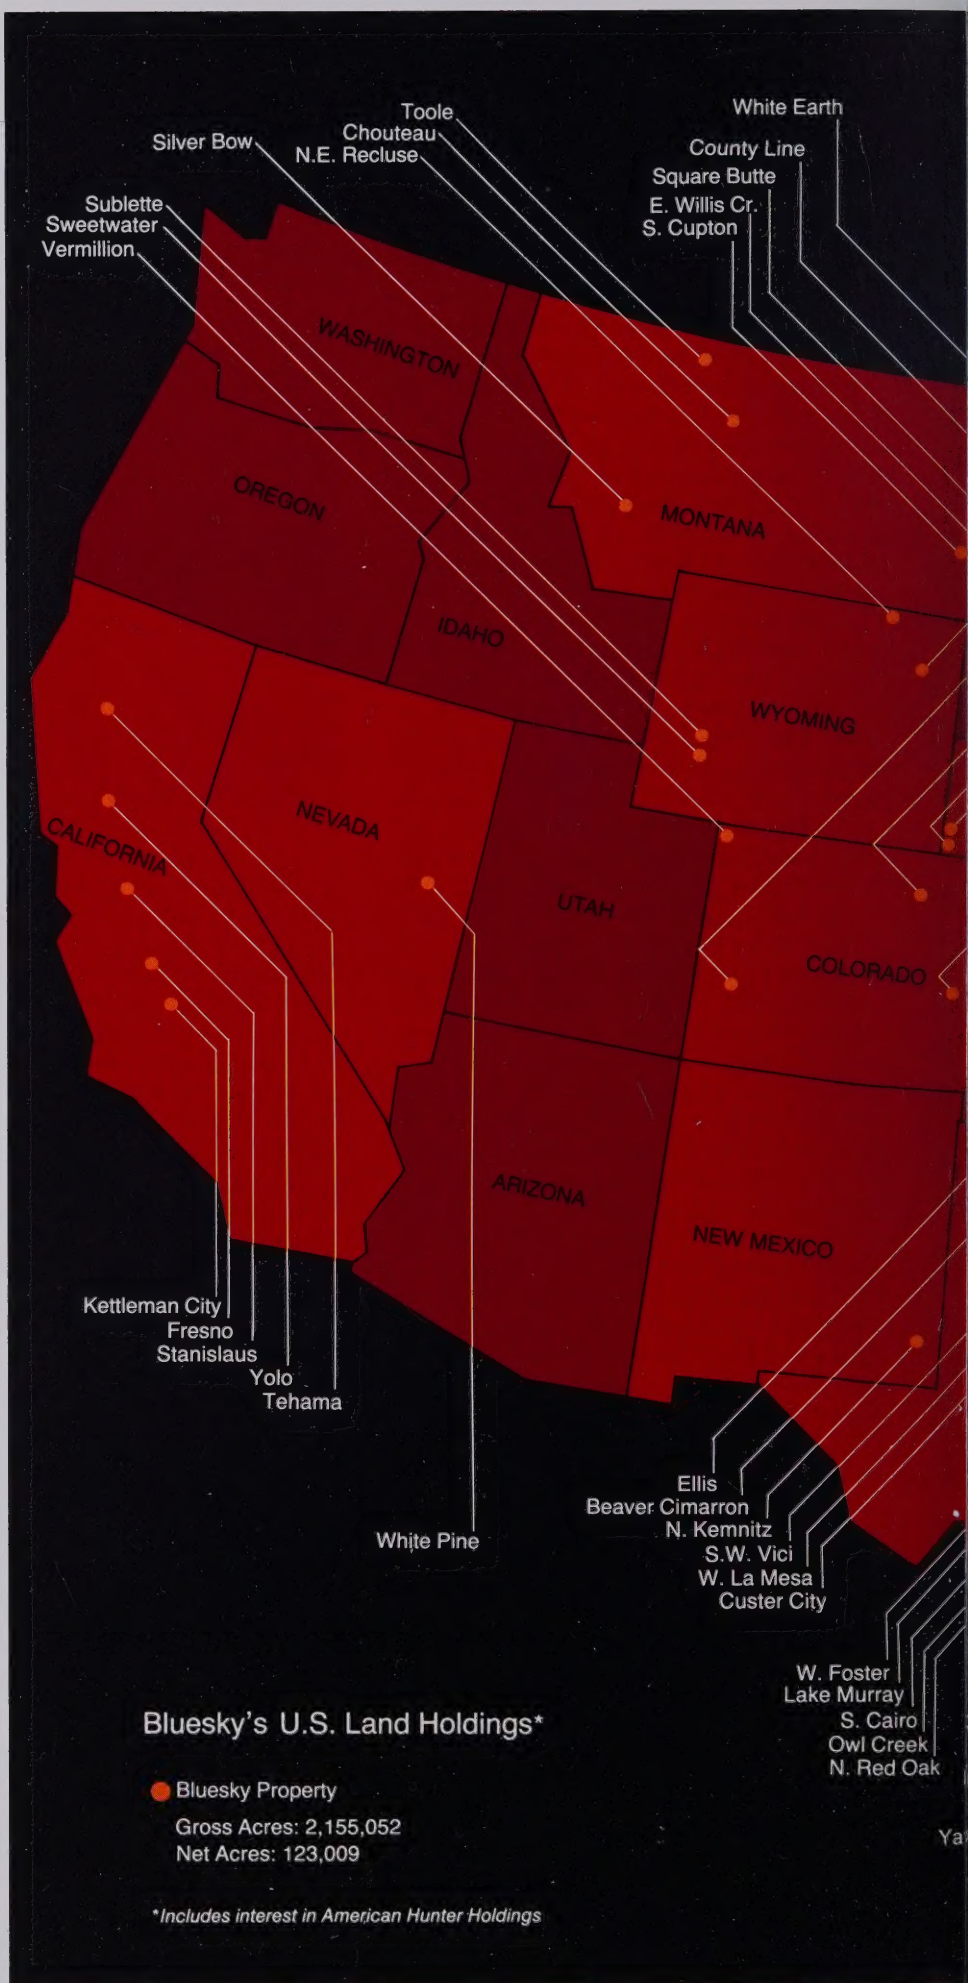 Toole
White Earth
Chouteau
Silver Bow
N.E. Recluse
County Line
Square Butte
E. Willis Cr.
S. Cupton
Sublette
Sweetwater
Vermillion
WASHINGTON
OREGON
MONTANA
IDAHO
WYOMING
NEVADA
CALIFORNIA
UTAH
COLORADO
ARIZONA
NEW MEXICO
Kettleman City
Fresno
Stanislaus
Yolo
Tehama
Ellis
Beaver Cimarron
N. Kemnitz
White Pine
S.W. Vici
W. La Mesa
Custer City
W. Foster
Lake Murray
S. Cairo
Owl Creek
N. Red Oak
Bluesky's U.S. Land Holdings*
Bluesky Property
Gross Acres: 2,155,052
Net Acres: 123,009
Ya
*Includes interest in American Hunter Holdings